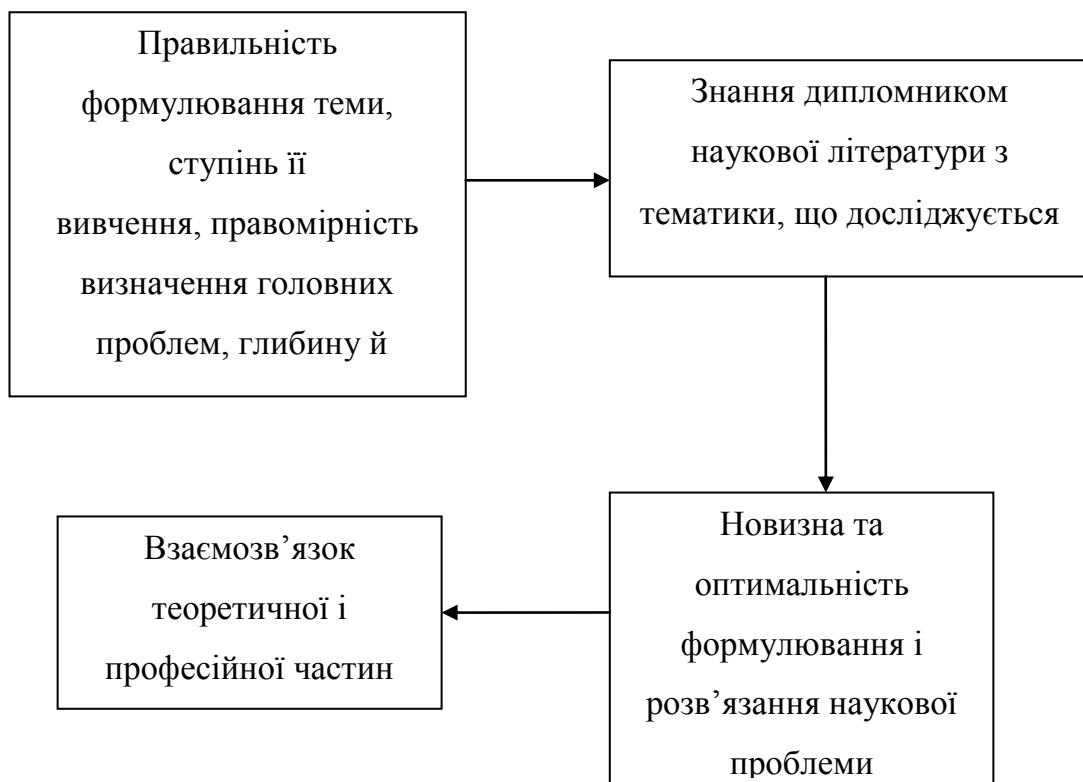 Правильність
формулювання теми,
ступінь її
вивчення, правомірність
визначення головних
проблем, глибину й
Знання дипломником
наукової літератури з
тематики, що досліджується
Новизна та
оптимальність
формулювання і
розв’язання наукової
проблеми
Взаємозв’язок
теоретичної і
професійної частин